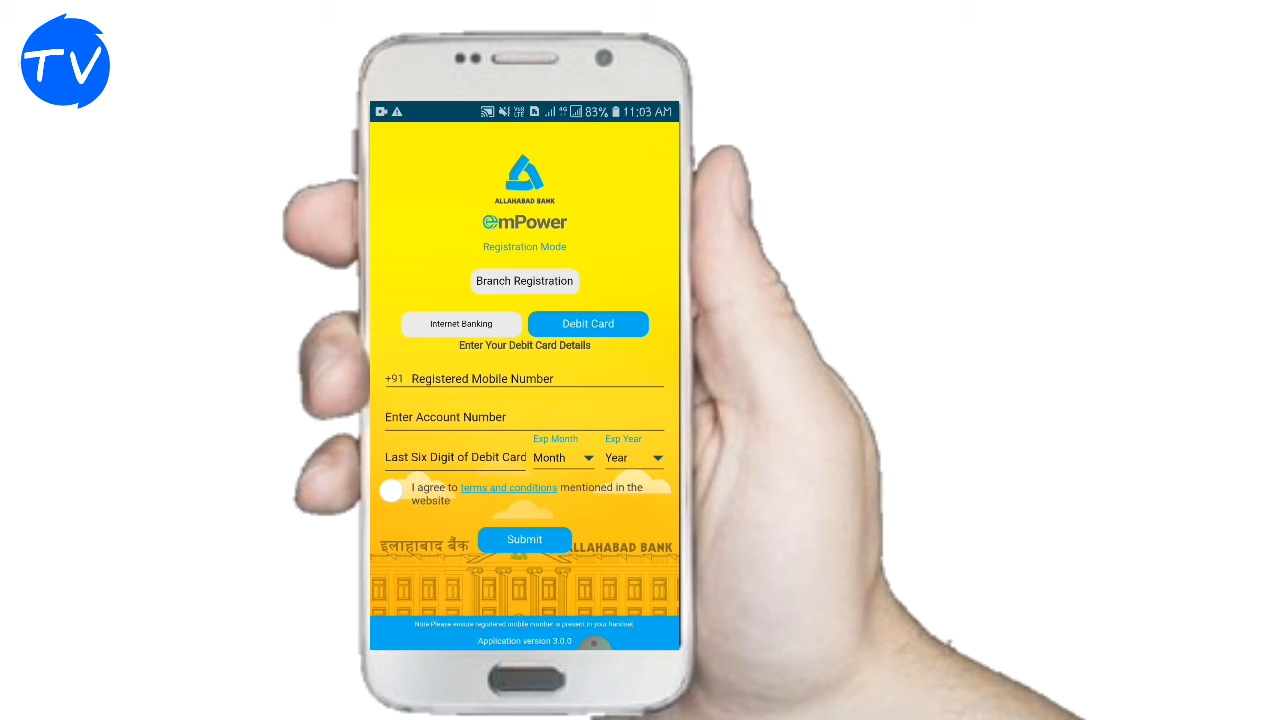 TV
VoD LTE 4G 83% 11:03 AM
ALLAHABAD BANK
emPower
Registration Mode
Branch Registration
Internet Banking
Debit Card
Enter Your Debit Card Details
+91 Registered Mobile Number
Enter Account Number
Exp Month
Exp Year
Last Six Digit of Debit Card
Month
Year
I agree to terms and conditions mentioned in the
website
Submit
इलाहाबाद बैंक
ALLAHABAD BANK
Note:Please ensure registered mobile number is present in your handset.
Application version 3.0.0